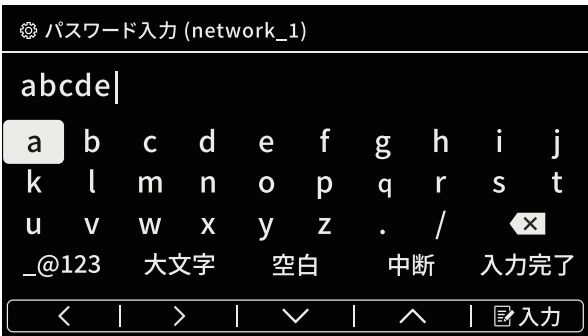 パスワード入力 (network_1)
abcde
a b c d e f g h i j
k l m n o p q r s t
u v w x y z . /
_@123 大文字 空白 中断 入力完了
入力